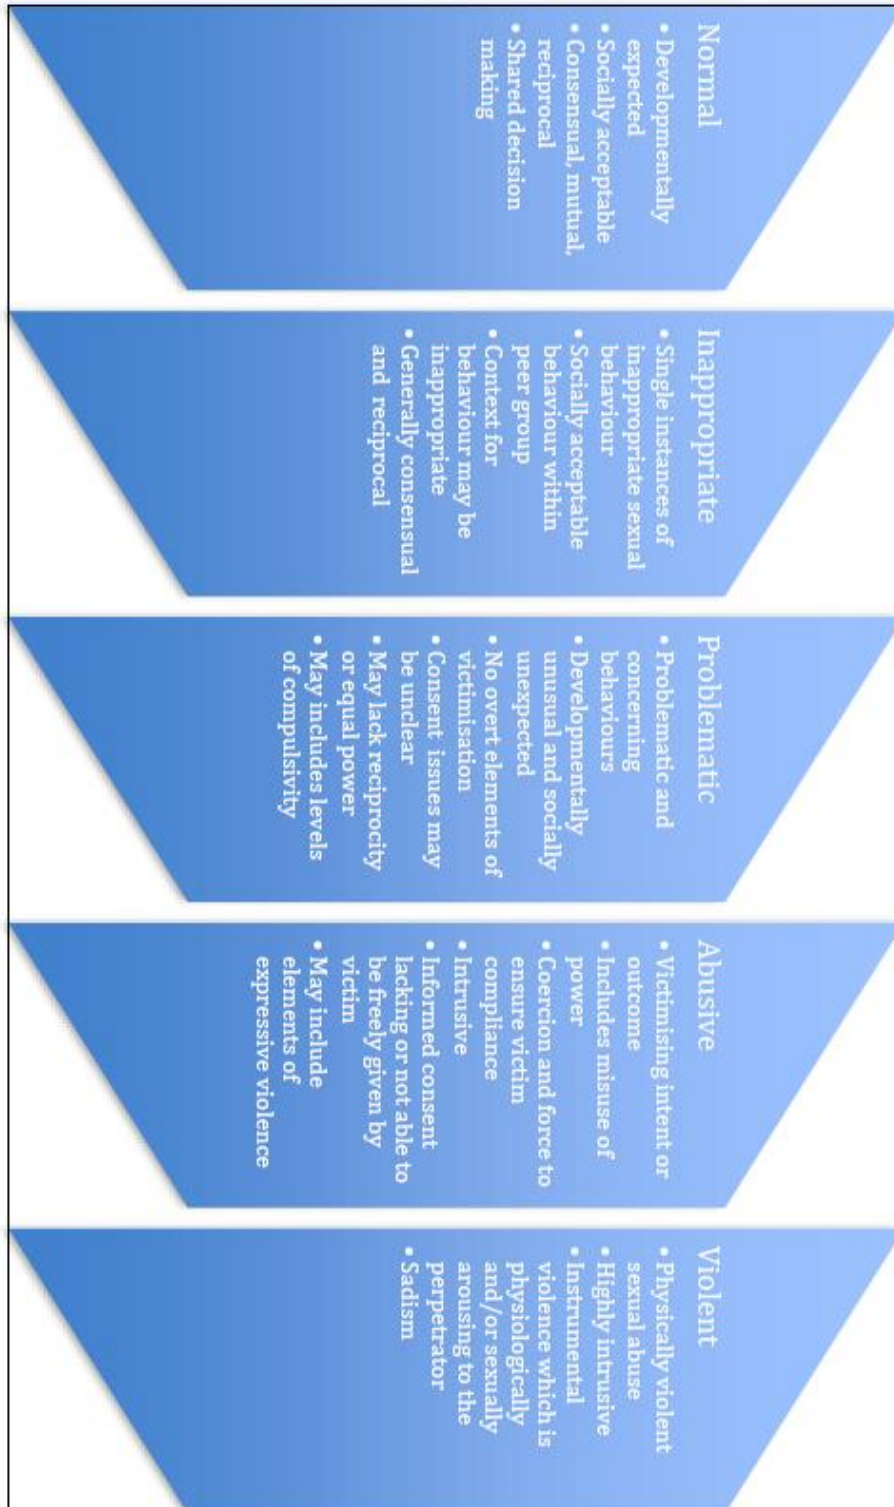 Normal
• Developmentally
expected
• Socially acceptable
• Consensual, mutual,
reciprocal
• Shared decision
making
Inappropriate
• Single instances of
inappropriate sexual
behaviour
• Socially acceptable
behaviour within
peer group
• Context for
behaviour may be
inappropriate
• Generally consensual
and reciprocal
Problematic
• Problematic and
concerning
behaviours
• Developmentally
unusual and socially
unexpected
• No overt elements of
victimisation
• Consent issues may
be unclear
• May lack reciprocity
or equal power
• May includes levels
of compulsivity
Abusive
• Victimising intent or
outcome
• Includes misuse of
power
• Coercion and force to
ensure victim
compliance
• Intrusive
• Informed consent
lacking or not able to
be freely given by
victim
• May include
elements of
expressive violence
Violent
• Physically violent
sexual abuse
• Highly intrusive
• Instrumental
violence which is
physiologically
and/or sexually
arousing to the
perpetrator
• Sadism